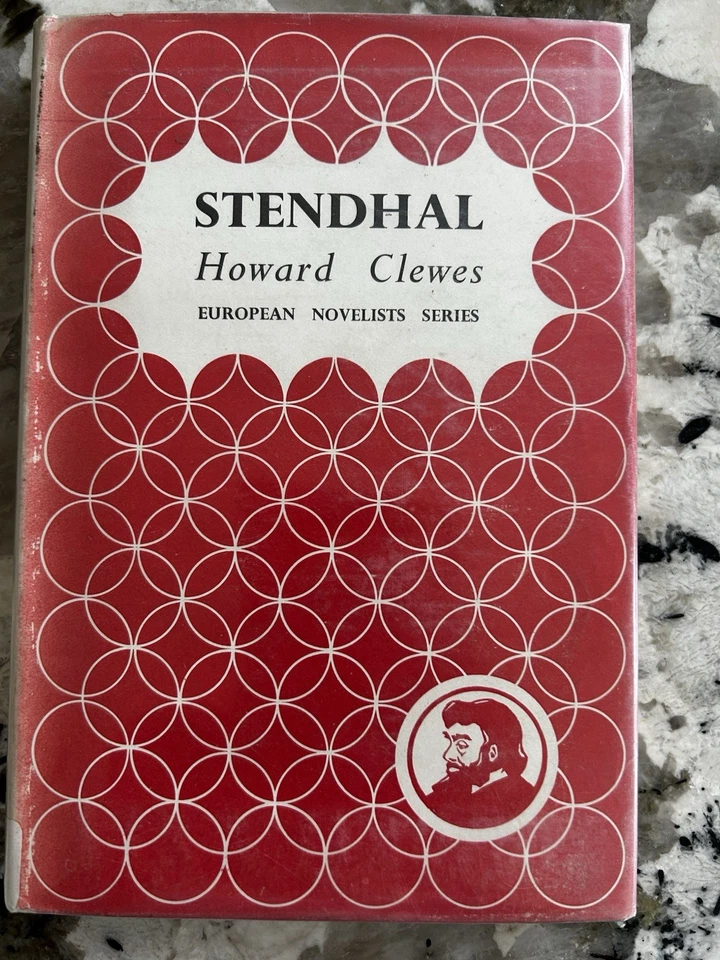 STENDHAL
Howard Clewes
EUROPEAN NOVELISTS SERIES